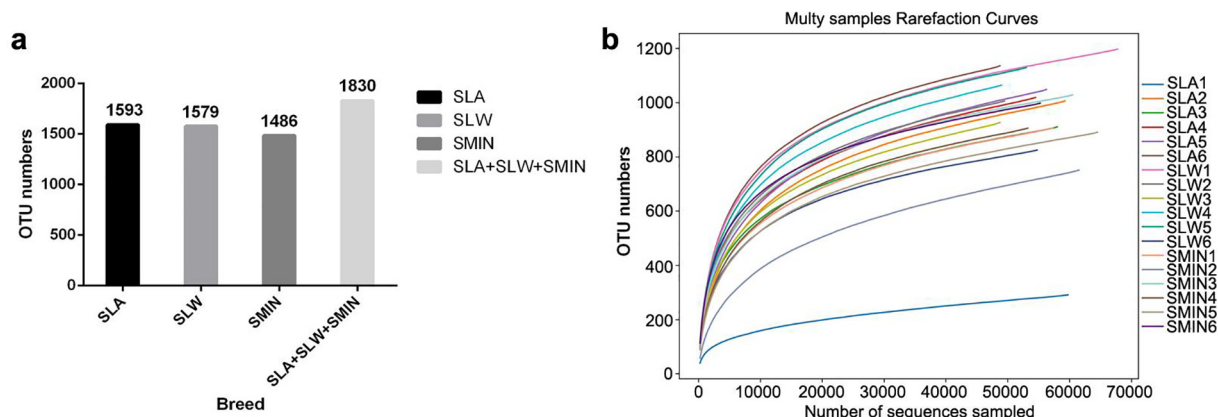 a
2000
1500
1000
500
0
OTU numbers
1593
1579
1486
1830
SLA
SLW
SMIN
SLA+SLW+SMIN
Breed
SLA
SLW
SMIN
SLA+SLW+SMIN
b
Multy samples Rarefaction Curves
1200
1000
800
600
400
200
0
OTU numbers
0 10000 20000 30000 40000 50000 60000 70000
Number of sequences sampled
SLA1
SLA2
SLA3
SLA4
SLA5
SLA6
SLW1
SLW2
SLW3
SLW4
SLW5
SLW6
SMIN1
SMIN2
SMIN3
SMIN4
SMIN5
SMIN6